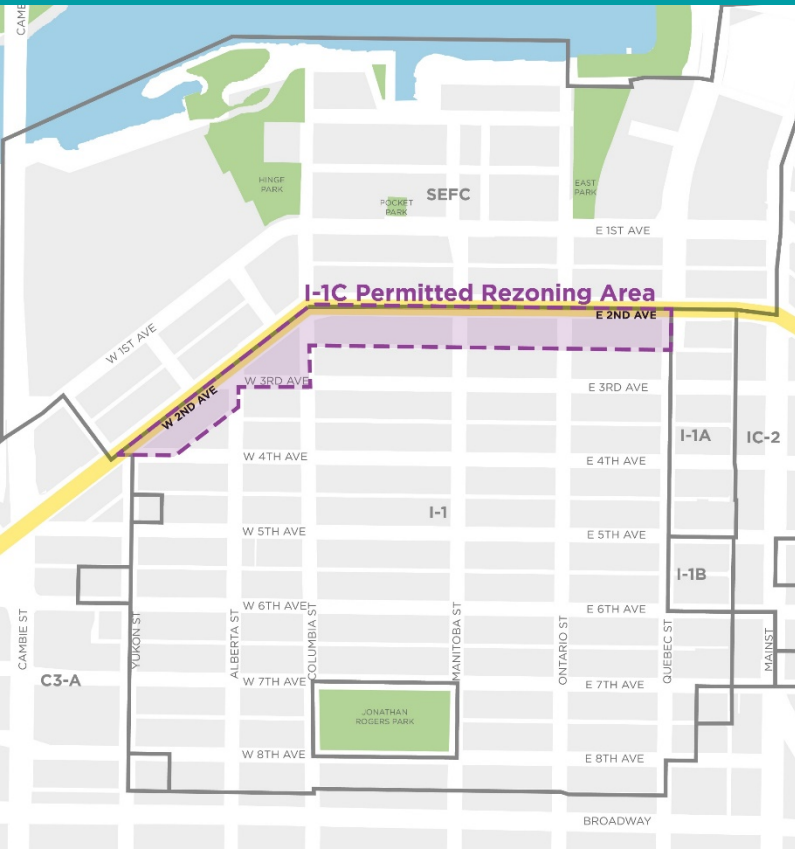 CAMB
HINGE
PARK
POCKET
PARK
SEFC
EAST
PARK
E 1ST AVE
I-1C Permitted Rezoning Area
E 2ND AVE
W 1ST AVE
W 2ND AVE
W 3RD AVE
E 3RD AVE
I-1A
IC-2
W 4TH AVE
E 4TH AVE
I-1
W 5TH AVE
E 5TH AVE
I-1B
W 6TH AVE
E 6TH AVE
CAMBIE ST
YUKON ST
ALBERTA ST
COLUMBIA ST
MANITOBA ST
ONTARIO ST
QUEBEC ST
MAINST
C3-A
W 7TH AVE
E 7TH AVE
JONATHAN
ROGERS PARK
W 8TH AVE
E 8TH AVE
BROADWAY